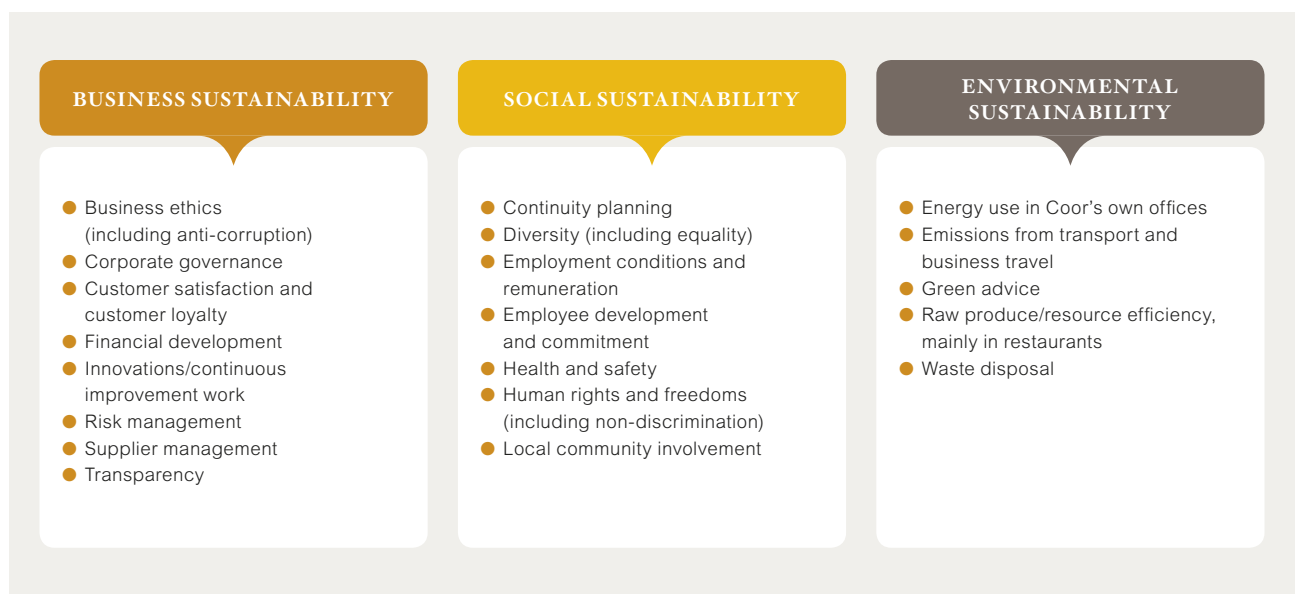 BUSINESS SUSTAINABILITY
Business ethics
(including anti-corruption)
Corporate governance
Customer satisfaction and
customer loyalty
Financial development
Innovations/continuous
improvement work
Risk management
Supplier management
Transparency
SOCIAL SUSTAINABILITY
Continuity planning
Diversity (including equality)
Employment conditions and
remuneration
Employee development
and commitment
Health and safety
Human rights and freedoms
(including non-discrimination)
Local community involvement
ENVIRONMENTAL
SUSTAINABILITY
Energy use in Coor’s own offices
Emissions from transport and
business travel
Green advice
Raw produce/resource efficiency,
mainly in restaurants
Waste disposal